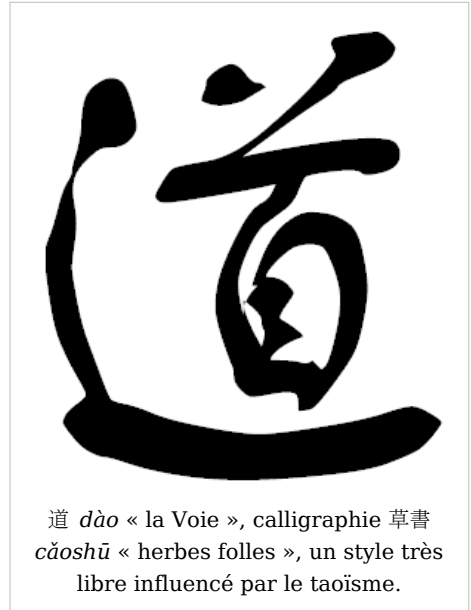 道
道 dào « la Voie », calligraphie 草書
cǎoshū « herbes folles », un style très
libre influencé par le taoïsme.